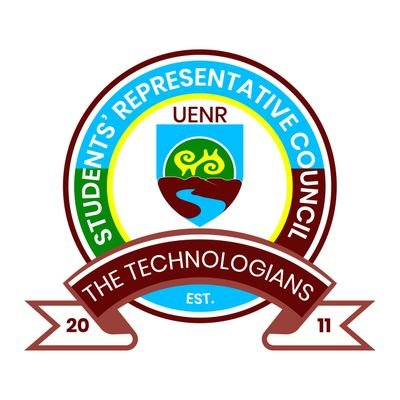 STUDENTS' REPRESENTATIVE COUNCIL
UENR
THE TECHNOLOGIANS
EST.
20 11